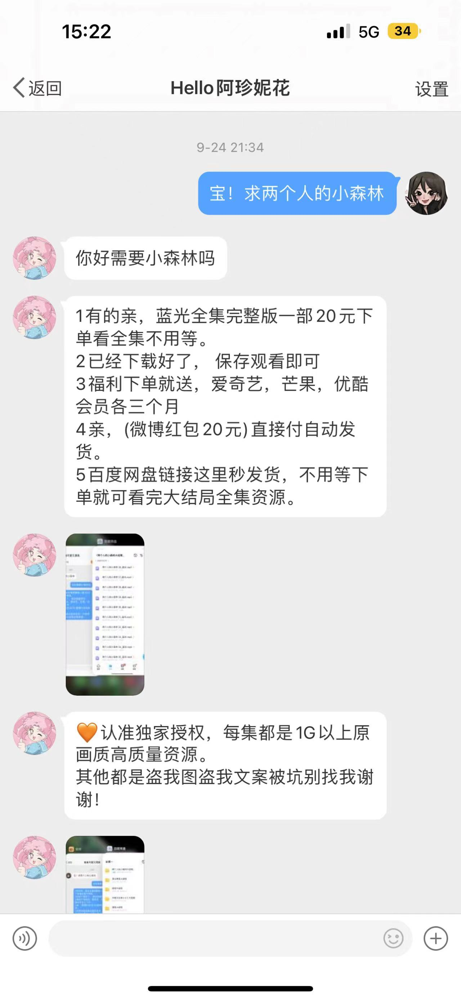 15:22
5G
34
返回
Hello阿珍妮花
设置
9-24 21:34
宝！求两个人的小森林
你好需要小森林吗
1有的亲，蓝光全集完整版一部20元下
单看全集不用等。
2已经下载好了， 保存观看即可
3福利下单就送，爱奇艺，芒果，优酷
会员各三个月
4亲，(微博红包20元)直接付自动发
货。
5百度网盘链接这里秒发货，不用等下
单就可看完大结局全集资源。
🧡认准独家授权，每集都是1G以上原
画质高质量资源。
其他都是盗我图盗我文案被坑别找我谢
谢！